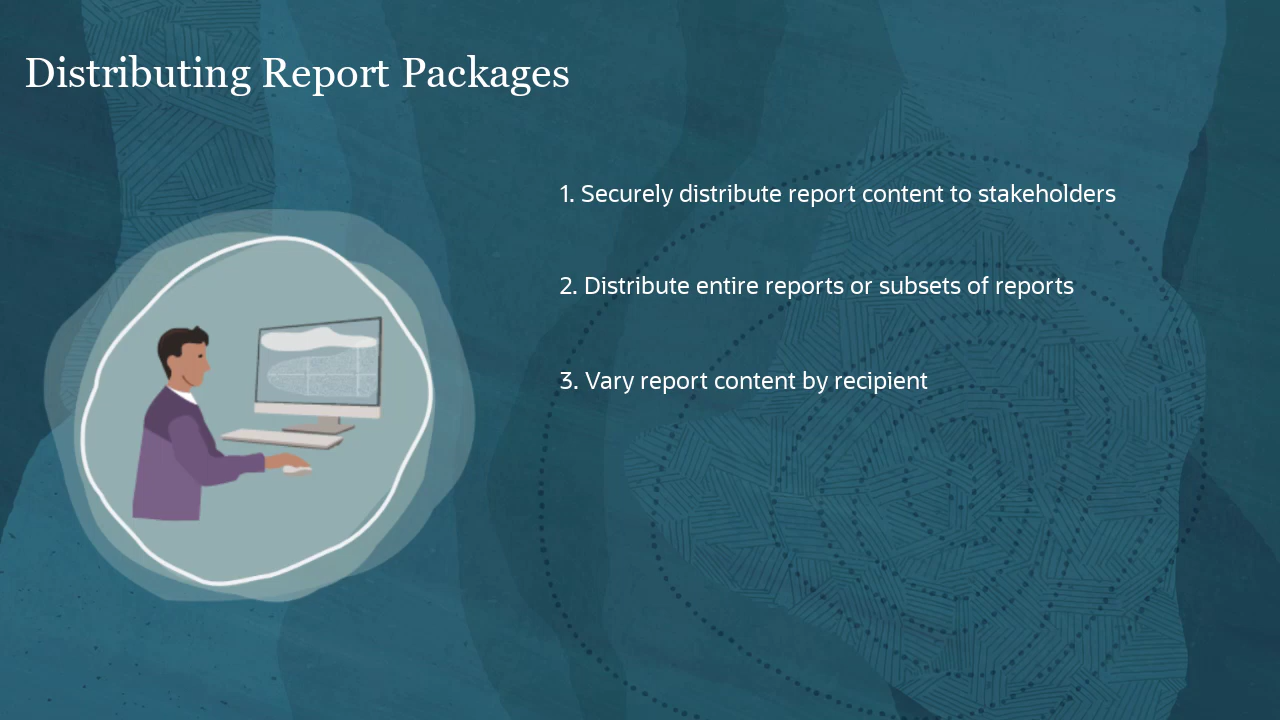 Distributing Report Packages
1. Securely distribute report content to stakeholders
2. Distribute entire reports or subsets of reports
3. Vary report content by recipient